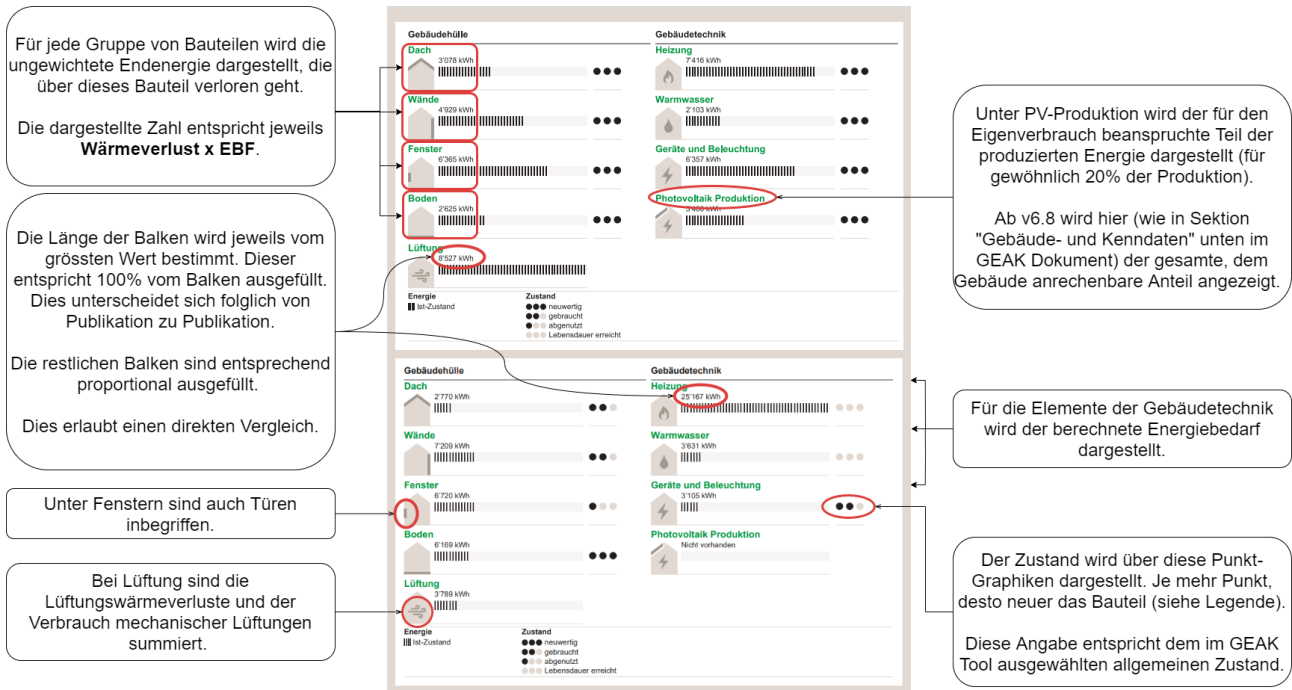 Für jede Gruppe von Bauteilen wird die
ungewichtete Endenergie dargestellt, die
über dieses Bauteil verloren geht.
Die dargestellte Zahl entspricht jeweils
Wärmeverlust x EBF.
Die Länge der Balken wird jeweils vom
grössten Wert bestimmt. Dieser
entspricht 100% vom Balken ausgefüllt.
Dies unterscheidet sich folglich von
Publikation zu Publikation.
Die restlichen Balken sind entsprechend
proportional ausgefüllt.
Dies erlaubt einen direkten Vergleich.
Unter Fenstern sind auch Türen
inbegriffen.
Bei Lüftung sind die
Lüftungswärmeverluste und der
Verbrauch mechanischer Lüftungen
summiert.
Gebäudehülle
Dach
3'078 kWh
Wände
4'929 kWh
Fenster
6'365 kWh
Boden
2'625 kWh
Lüftung
8'527 kWh
Energie
Ist-Zustand
Zustand
neuwertig
gebraucht
abgenutzt
Lebensdauer erreicht
Gebäudetechnik
Heizung
7'416 kWh
Warmwasser
2'103 kWh
Geräte und Beleuchtung
6'357 kWh
Photovoltaik Produktion
kWh
Gebäudehülle
Dach
2'770 kWh
Wände
7'209 kWh
Fenster
6'720 kWh
Boden
6'169 kWh
Lüftung
3'789 kWh
Energie
Ist-Zustand
Zustand
neuwertig
gebraucht
abgenutzt
Lebensdauer erreicht
Gebäudetechnik
Heizung
25'167 kWh
Warmwasser
3'631 kWh
Geräte und Beleuchtung
3'105 kWh
Photovoltaik Produktion
Nicht vorhanden
Unter PV-Produktion wird der für den
Eigenverbrauch beanspruchte Teil der
produzierten Energie dargestellt (für
gewöhnlich 20% der Produktion).
Ab v6.8 wird hier (wie in Sektion
"Gebäude- und Kenndaten" unten im
GEAK Dokument) der gesamte, dem
Gebäude anrechenbare Anteil angezeigt.
Für die Elemente der Gebäudetechnik
wird der berechnete Energiebedarf
dargestellt.
Der Zustand wird über diese Punkt-
Graphiken dargestellt. Je mehr Punkt,
desto neuer das Bauteil (siehe Legende).
Diese Angabe entspricht dem im GEAK
Tool ausgewählten allgemeinen Zustand.